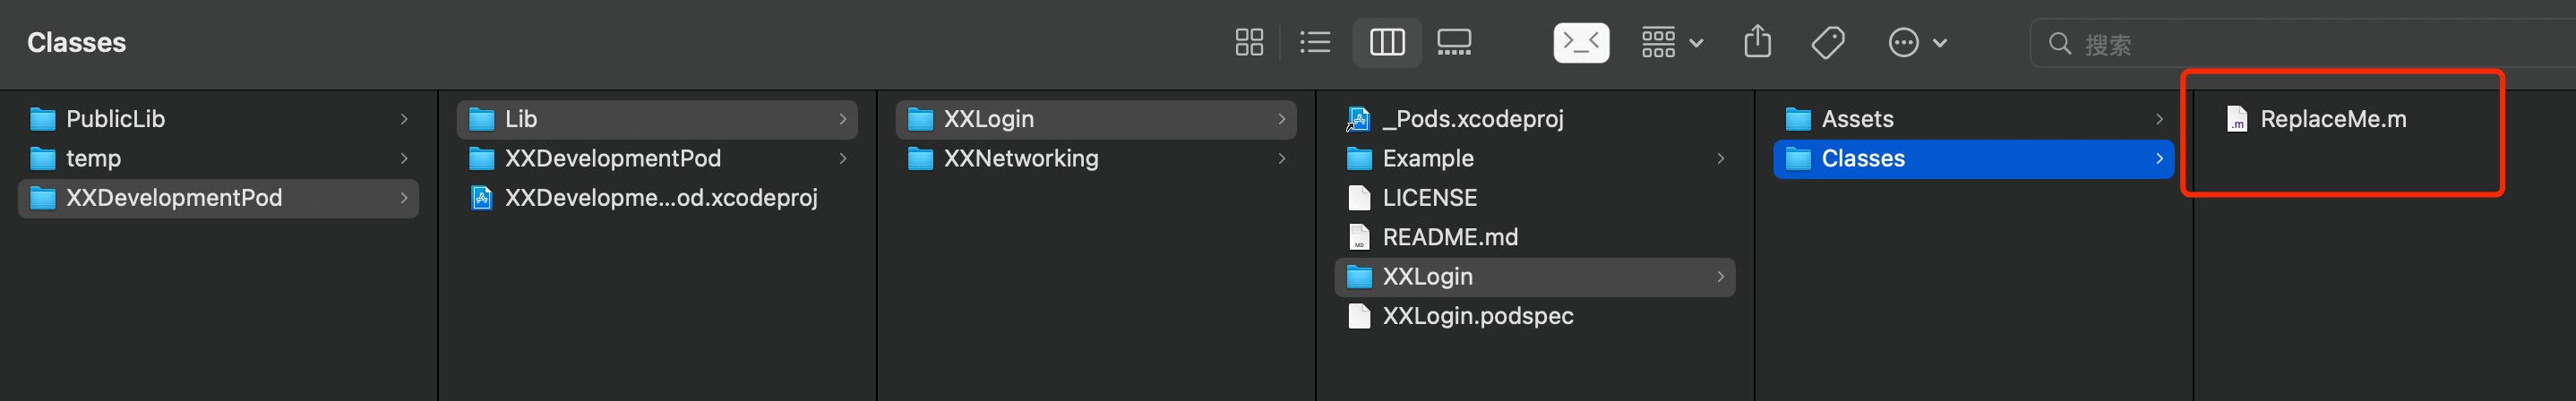 Classes
搜索
PublicLib
temp
XXDevelopmentPod
Lib
XXDevelopmentPod
XXDevelopme...od.xcodeproj
XXLogin
XXNetworking
_Pods.xcodeproj
Example
LICENSE
README.md
XXLogin
XXLogin.podspec
Assets
Classes
ReplaceMe.m